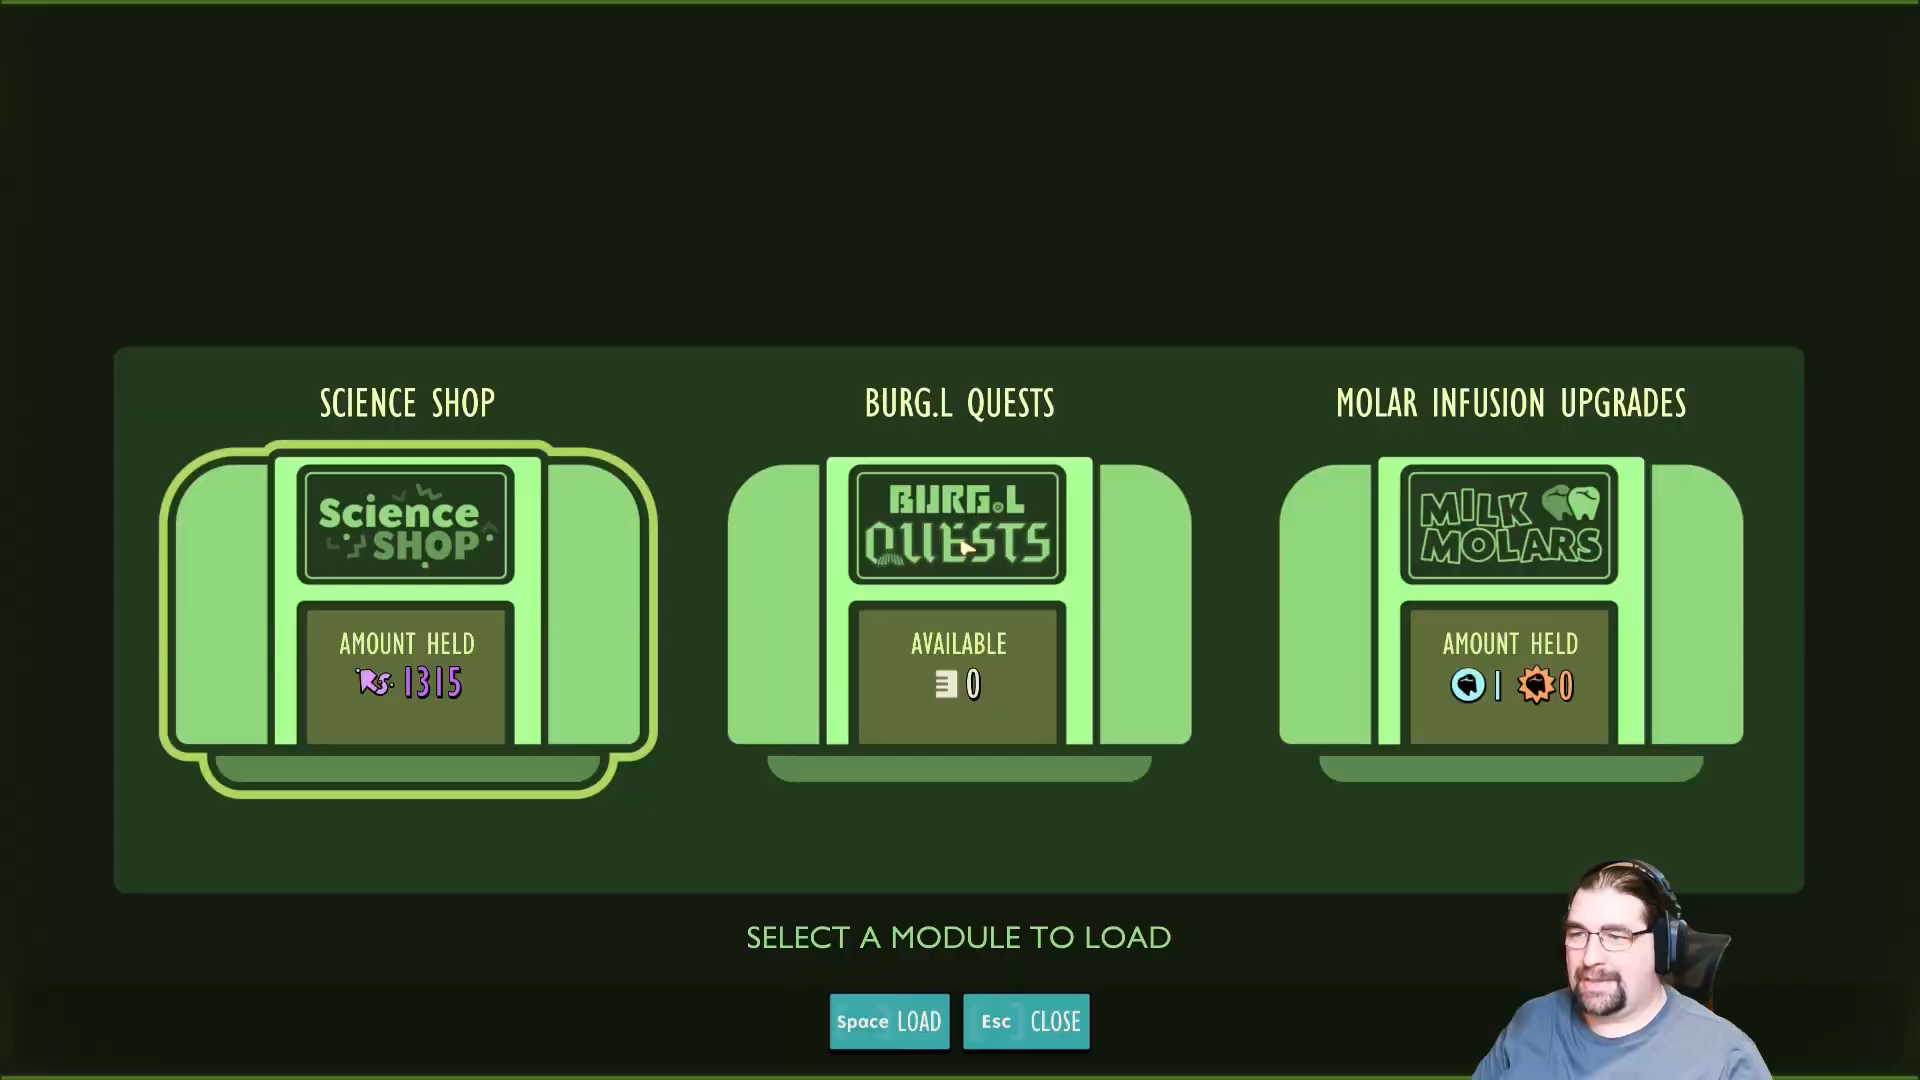 SCIENCE SHOP
BURG.L QUESTS
MOLAR INFUSION UPGRADES
Science
SHOP
BURG.L
QUESTS
MILK
MOLARS
AMOUNT HELD
RS 1315
AVAILABLE
0
AMOUNT HELD
1 0
SELECT A MODULE TO LOAD
Space LOAD
Esc CLOSE